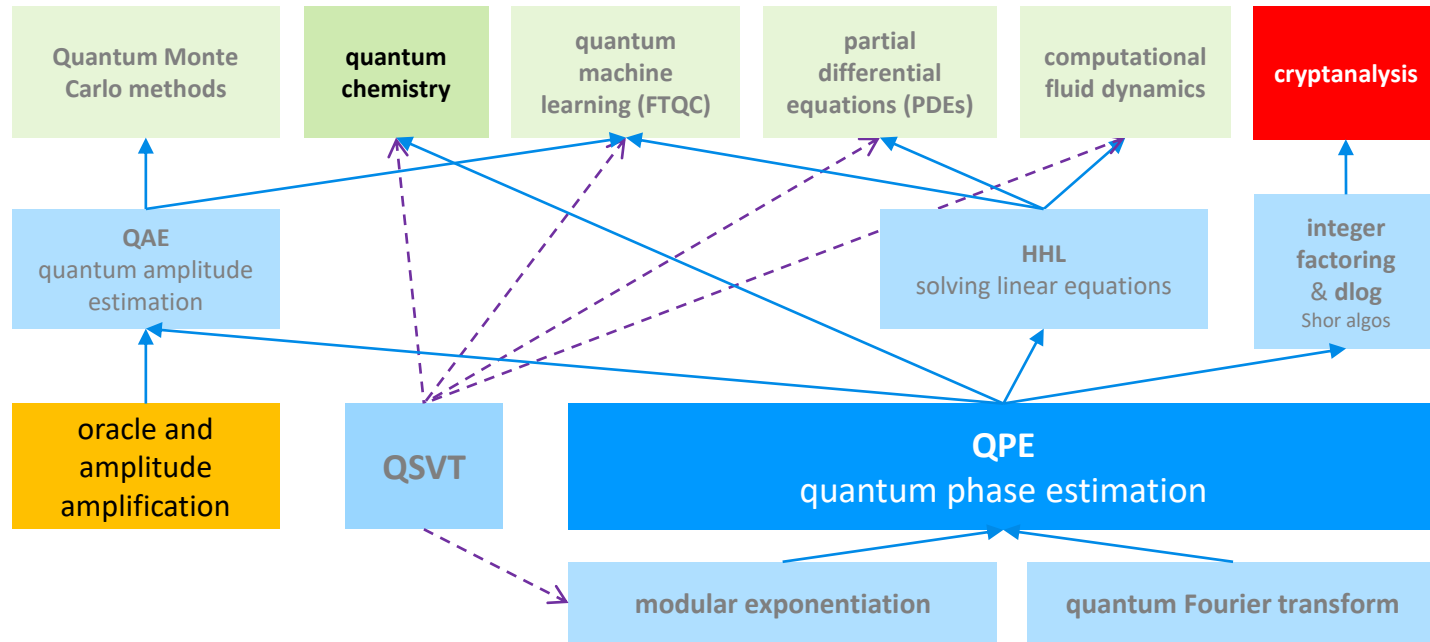 Quantum Monte
Carlo methods
quantum
chemistry
quantum
machine
learning (FTQC)
partial
differential
equations (PDEs)
computational
fluid dynamics
cryptanalysis
QAE
quantum amplitude
estimation
HHL
solving linear equations
integer
factoring
& dlog
Shor algos
oracle and
amplitude
amplification
QSVT
QPE
quantum phase estimation
modular exponentiation
quantum Fourier transform